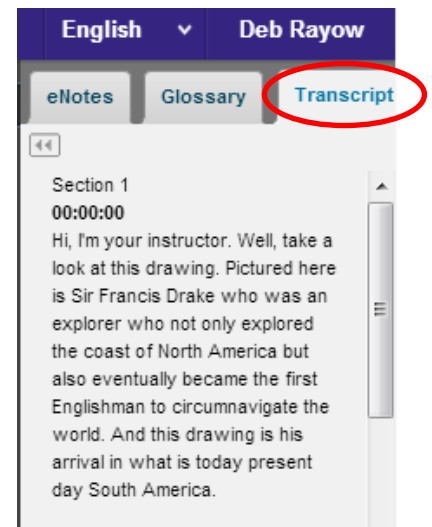 English Deb Rayow
eNotes Glossary Transcript
Section 1
00:00:00
Hi, I'm your instructor. Well, take a
look at this drawing. Pictured here
is Sir Francis Drake who was an
explorer who not only explored
the coast of North America but
also eventually became the first
Englishman to circumnavigate the
world. And this drawing is his
arrival in what is today present
day South America.